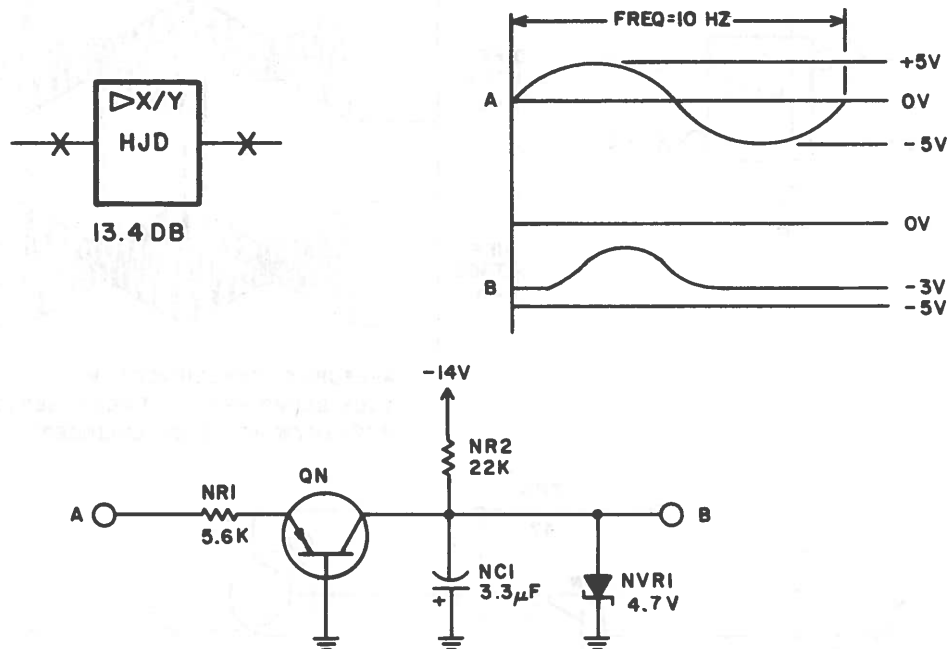 FREQ=10 HZ
▷X/Y
HJD
13.4 DB
A
+5V
0V
-5V
0V
B
-3V
-5V
-14V
NR2
22K
QN
NR1
5.6K
A
B
NC1
3.3μF
+
NVR1
4.7V